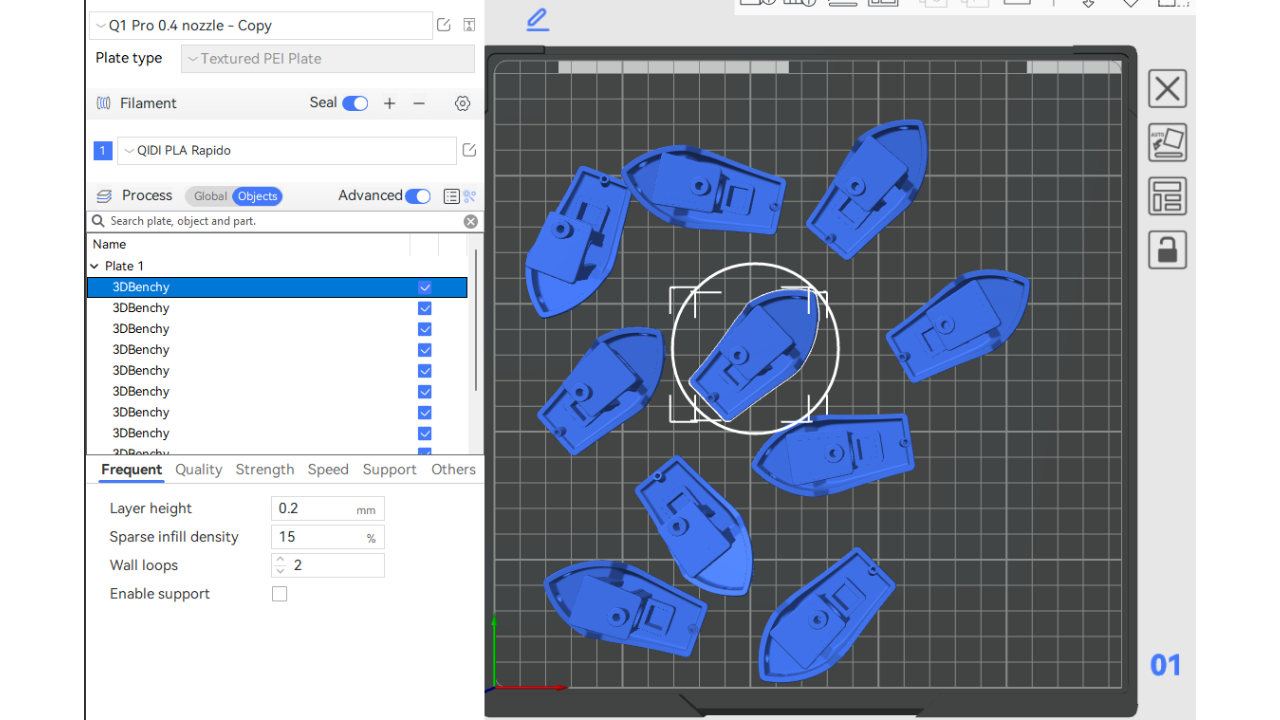 Q1 Pro 0.4 nozzle - Copy
Plate type
Textured PEI Plate
Filament
Seal
1
QIDI PLA Rapido
Process
Global
Objects
Advanced
Search plate, object and part.
Name
Plate 1
3DBenchy
3DBenchy
3DBenchy
3DBenchy
3DBenchy
3DBenchy
3DBenchy
3DBenchy
3DBenchy
Frequent
Quality
Strength
Speed
Support
Others
Layer height
0.2
mm
Sparse infill density
15
%
Wall loops
2
Enable support
AUTO
01